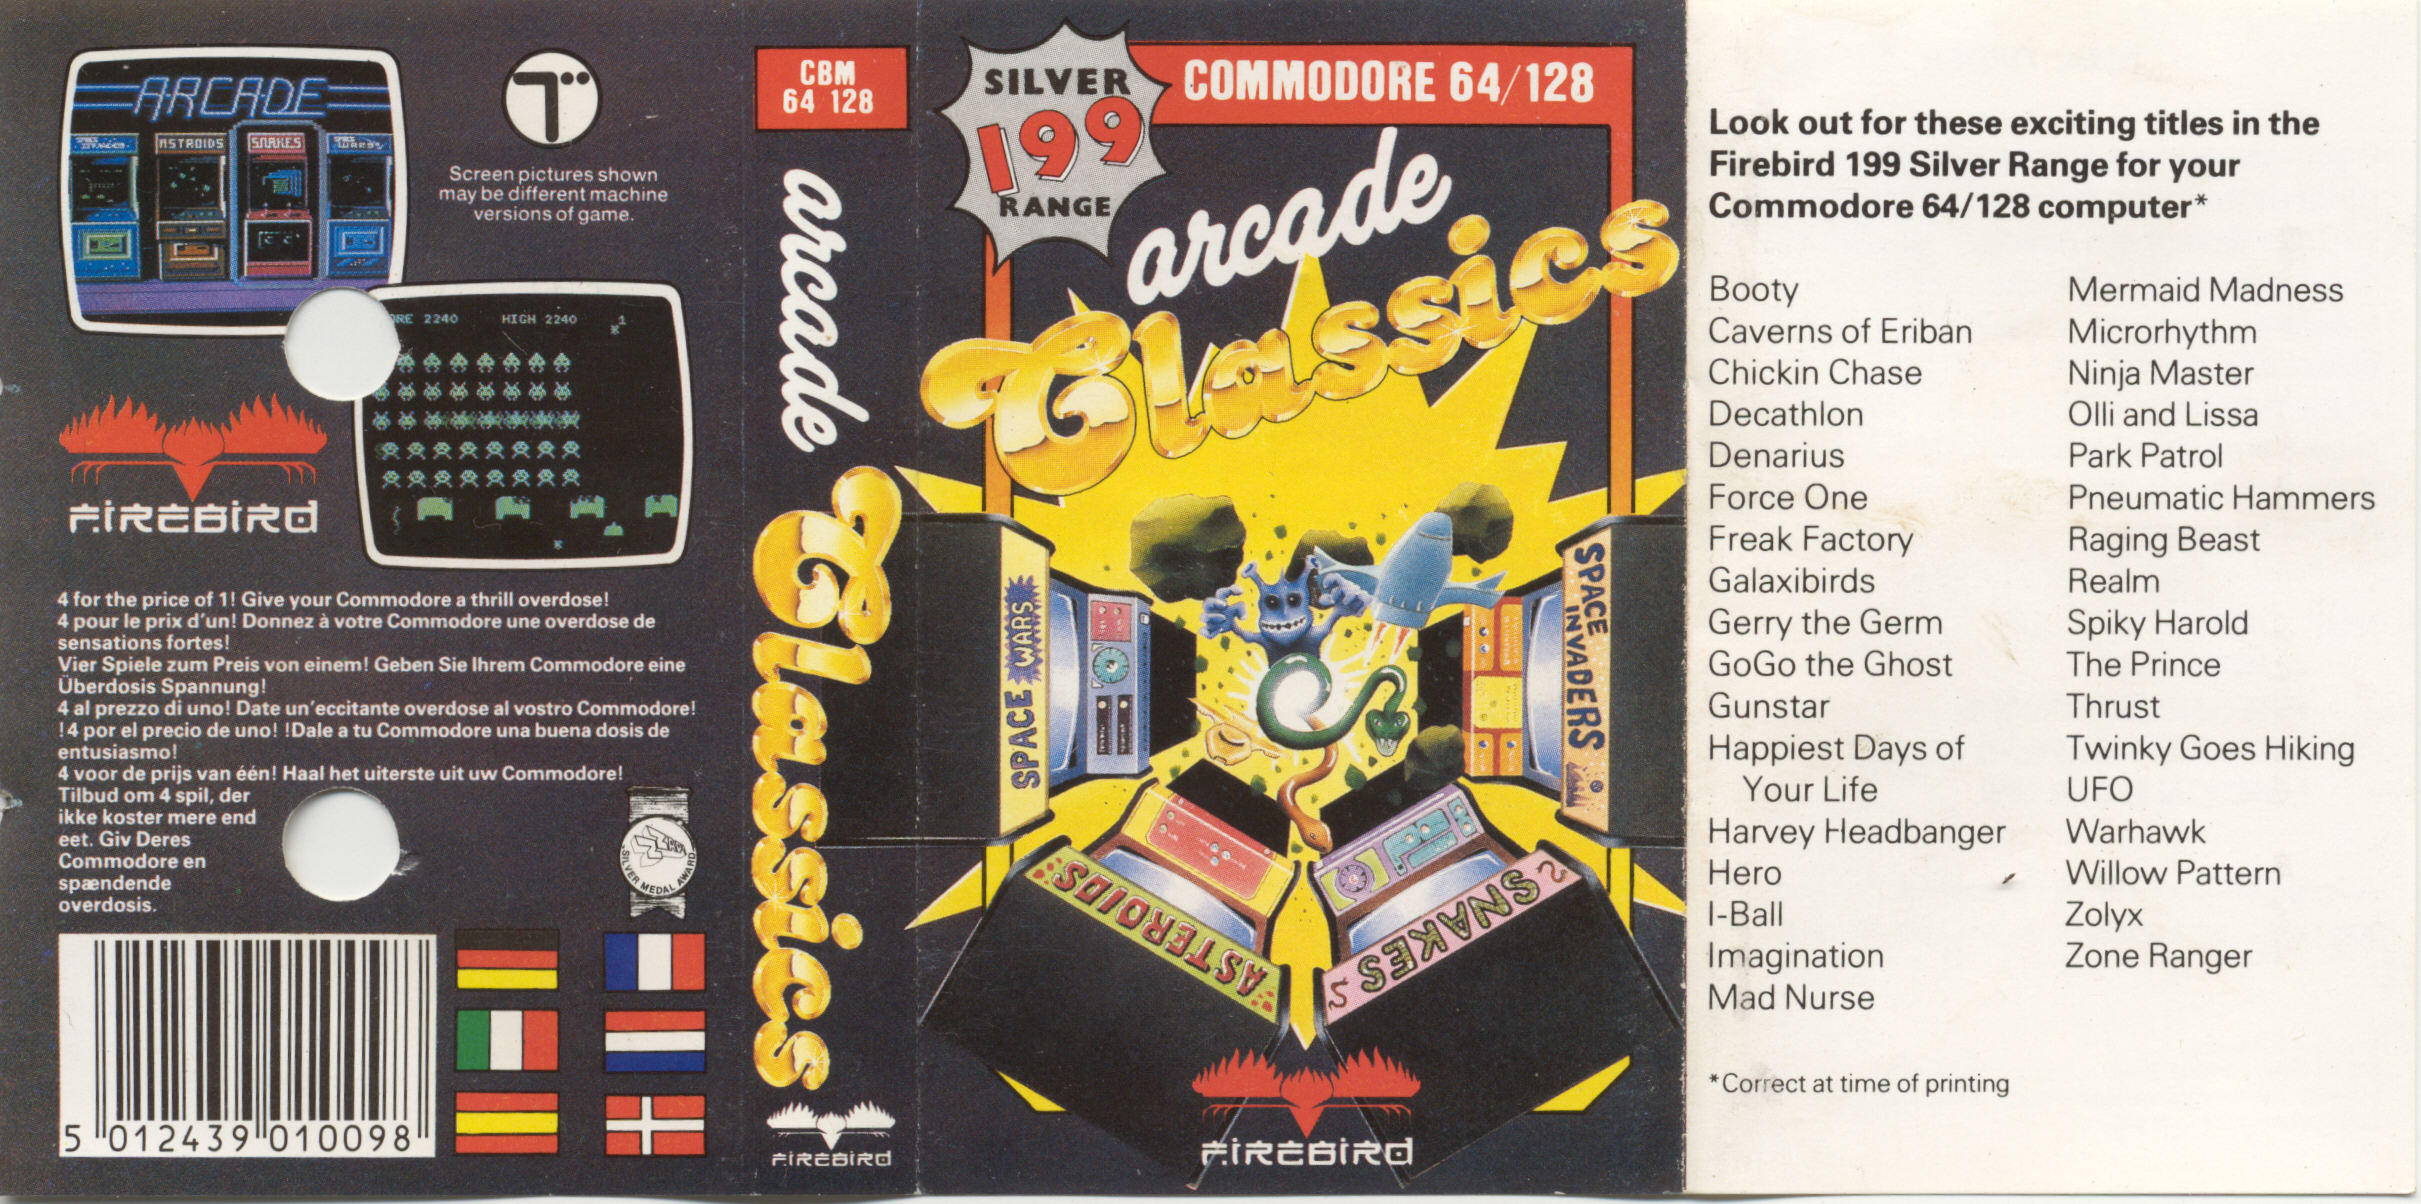 ARCADE
SPACE INVADERS
ASTROIDS
SNAKES
SPACE WARS
Screen pictures shown
may be different machine
versions of game.
ORE 2240 HIGH 2240 1
FIREBIRD
4 for the price of 1! Give your Commodore a thrill overdose!
4 pour le prix d'un! Donnez à votre Commodore une overdose de
sensations fortes!
Vier Spiele zum Preis von einem! Geben Sie Ihrem Commodore eine
Überdosis Spannung!
4 al prezzo di uno! Date un'eccitante overdose al vostro Commodore!
!4 por el precio de uno! !Dale a tu Commodore una buena dosis de
entusiasmo!
4 voor de prijs van één! Haal het uiterste uit uw Commodore!
Tilbud om 4 spil, der
ikke koster mere end
eet. Giv Deres
Commodore en
spændende
overdosis.
SILVER MEDAL AWARD
5 012439 010098
CBM
64 128
arcade Classics
FIREBIRD
SILVER
199
RANGE
COMMODORE 64/128
arcade
Classics
SPACE WARS
SPACE INVADERS
ASTEROIDS
SNAKES
FIREBIRD
Look out for these exciting titles in the
Firebird 199 Silver Range for your
Commodore 64/128 computer*
Booty
Caverns of Eriban
Chickin Chase
Decathlon
Denarius
Force One
Freak Factory
Galaxibirds
Gerry the Germ
GoGo the Ghost
Gunstar
Happiest Days of
Your Life
Harvey Headbanger
Hero
I-Ball
Imagination
Mad Nurse
Mermaid Madness
Microrhythm
Ninja Master
Olli and Lissa
Park Patrol
Pneumatic Hammers
Raging Beast
Realm
Spiky Harold
The Prince
Thrust
Twinky Goes Hiking
UFO
Warhawk
Willow Pattern
Zolyx
Zone Ranger
*Correct at time of printing